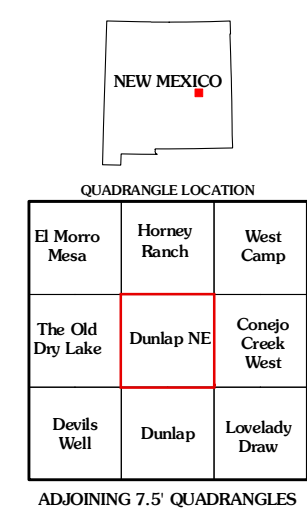 NEW MEXICO
QUADRANGLE LOCATION
El Morro
Mesa
Horney
Ranch
West
Camp
The Old
Dry Lake
Dunlap NE
Conejo
Creek
West
Devils
Well
Dunlap
Lovelady
Draw
ADJOINING 7.5' QUADRANGLES